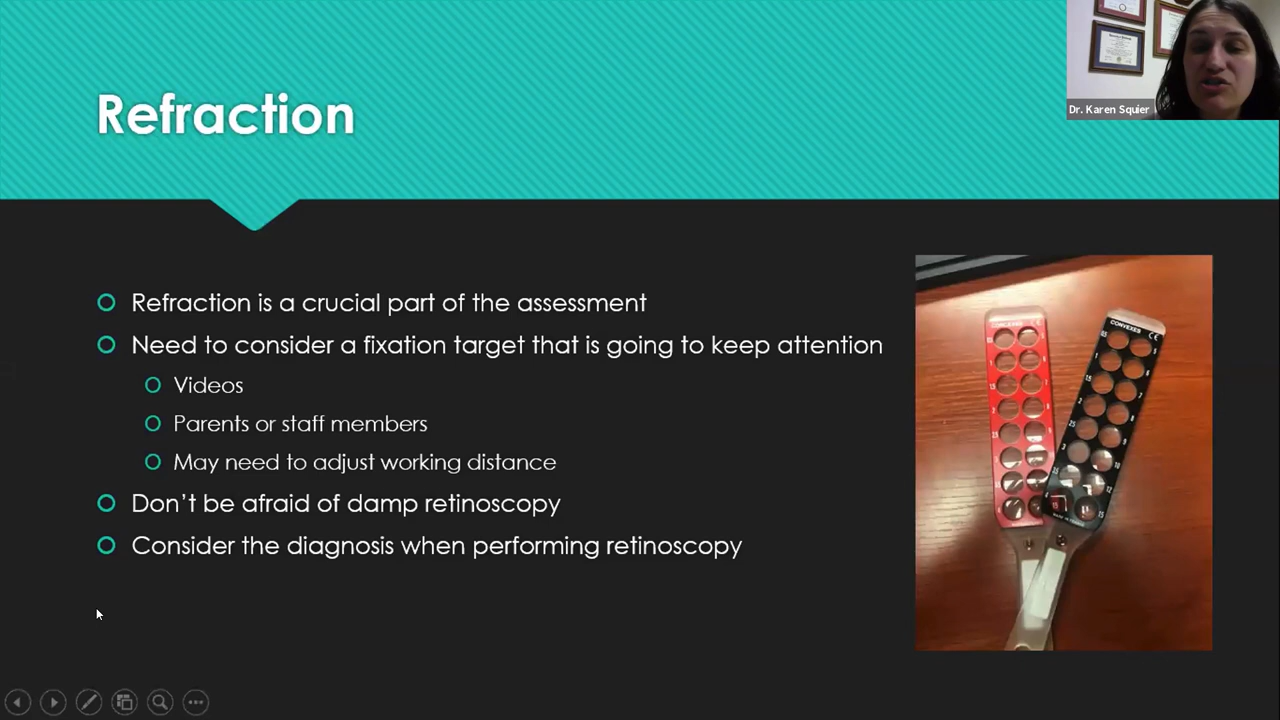 Refraction
Dr. Karen Squier
Refraction is a crucial part of the assessment
Need to consider a fixation target that is going to keep attention
Videos
Parents or staff members
May need to adjust working distance
Don't be afraid of damp retinoscopy
Consider the diagnosis when performing retinoscopy
CONVEXES